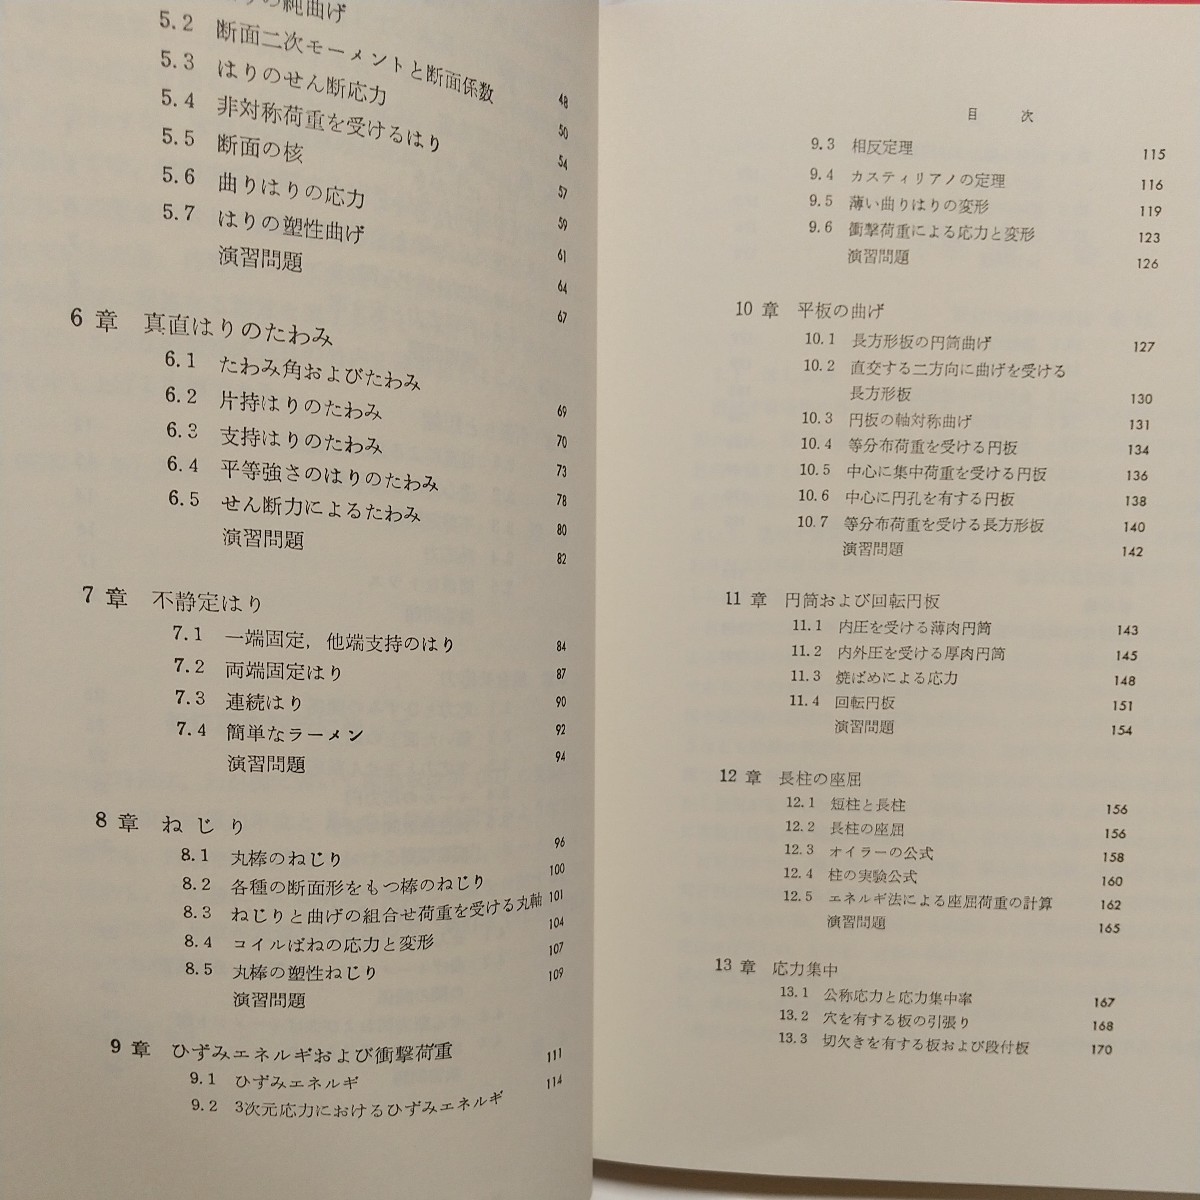 りの純曲げ 48
5.2 断面二次モーメントと断面係数 50
5.3 はりのせん断応力 54
5.4 非対称荷重を受けるはり 57
5.5 断面の核 59
5.6 曲りはりの応力 61
5.7 はりの塑性曲げ 64
演習問題 67
6章 真直はりのたわみ
6.1 たわみ角およびたわみ 69
6.2 片持はりのたわみ 70
6.3 支持はりのたわみ 73
6.4 平等強さのはりのたわみ 78
6.5 せん断力によるたわみ 80
演習問題 82
7章 不静定はり
7.1 一端固定，他端支持のはり 84
7.2 両端固定はり 87
7.3 連続はり 90
7.4 簡単なラーメン 92
演習問題 94
8章 ねじり
8.1 丸棒のねじり 96
8.2 各種の断面形をもつ棒のねじり 100
8.3 ねじりと曲げの組合せ荷重を受ける丸軸 101
8.4 コイルばねの応力と変形 104
8.5 丸棒の塑性ねじり 107
演習問題 109
9章 ひずみエネルギおよび衝撃荷重
9.1 ひずみエネルギ 111
9.2 3次元応力におけるひずみエネルギ 114
目次
9.3 相反定理 115
9.4 カスティリアノの定理 116
9.5 薄い曲りはりの変形 119
9.6 衝撃荷重による応力と変形 123
演習問題 126
10章 平板の曲げ
10.1 長方形板の円筒曲げ 127
10.2 直交する二方向に曲げを受ける
長方形板 130
10.3 円板の軸対称曲げ 131
10.4 等分布荷重を受ける円板 134
10.5 中心に集中荷重を受ける円板 136
10.6 中心に円孔を有する円板 138
10.7 等分布荷重を受ける長方形板 140
演習問題 142
11章 円筒および回転円板
11.1 内圧を受ける薄肉円筒 143
11.2 内外圧を受ける厚肉円筒 145
11.3 焼ばめによる応力 148
11.4 回転円板 151
演習問題 154
12章 長柱の座屈
12.1 短柱と長柱 156
12.2 長柱の座屈 156
12.3 オイラーの公式 158
12.4 柱の実験公式 160
12.5 エネルギ法による座屈荷重の計算 162
演習問題 165
13章 応力集中
13.1 公称応力と応力集中率 167
13.2 穴を有する板の引張り 168
13.3 切欠きを有する板および段付板 170